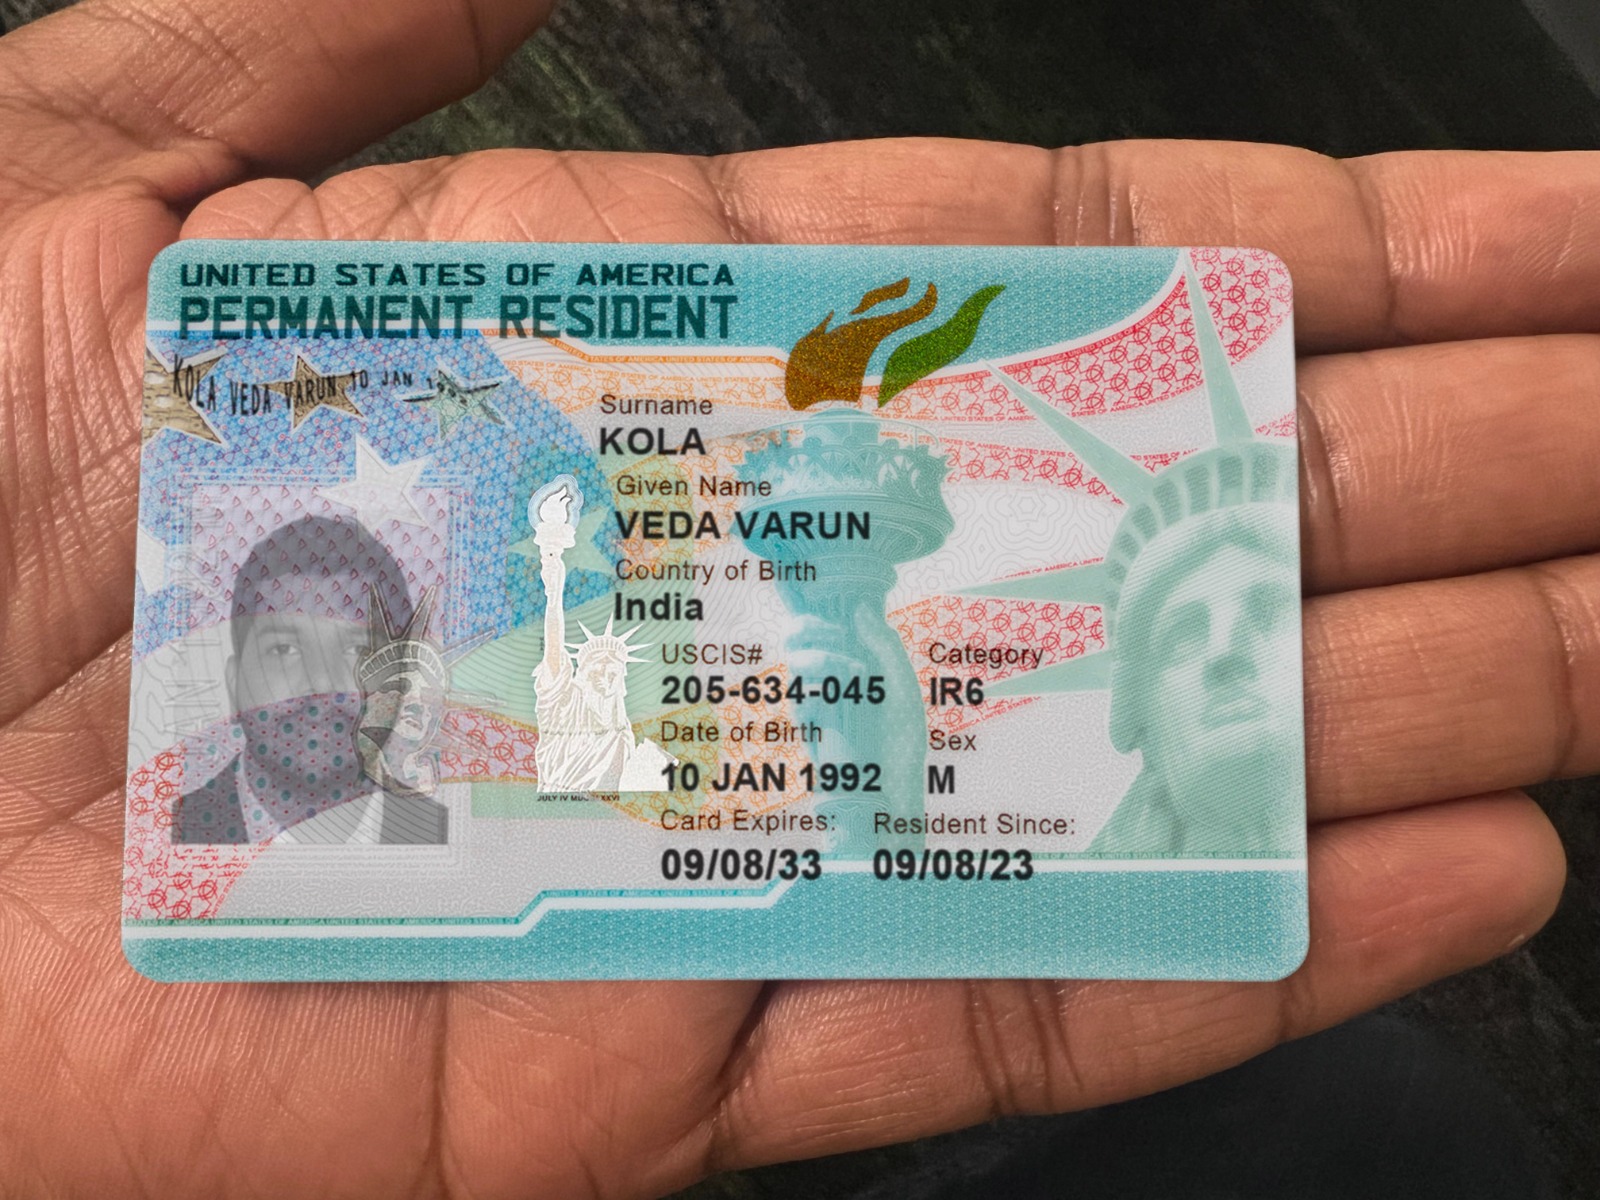 UNITED STATES OF AMERICA
PERMANENT RESIDENT
KOLA VEDA VARUN 10 JAN
Surname
KOLA
Given Name
VEDA VARUN
Country of Birth
India
USCIS# Category
205-634-045 IR6
Date of Birth Sex
10 JAN 1992 M
JULY IV
Card Expires: Resident Since:
09/08/33 09/08/23